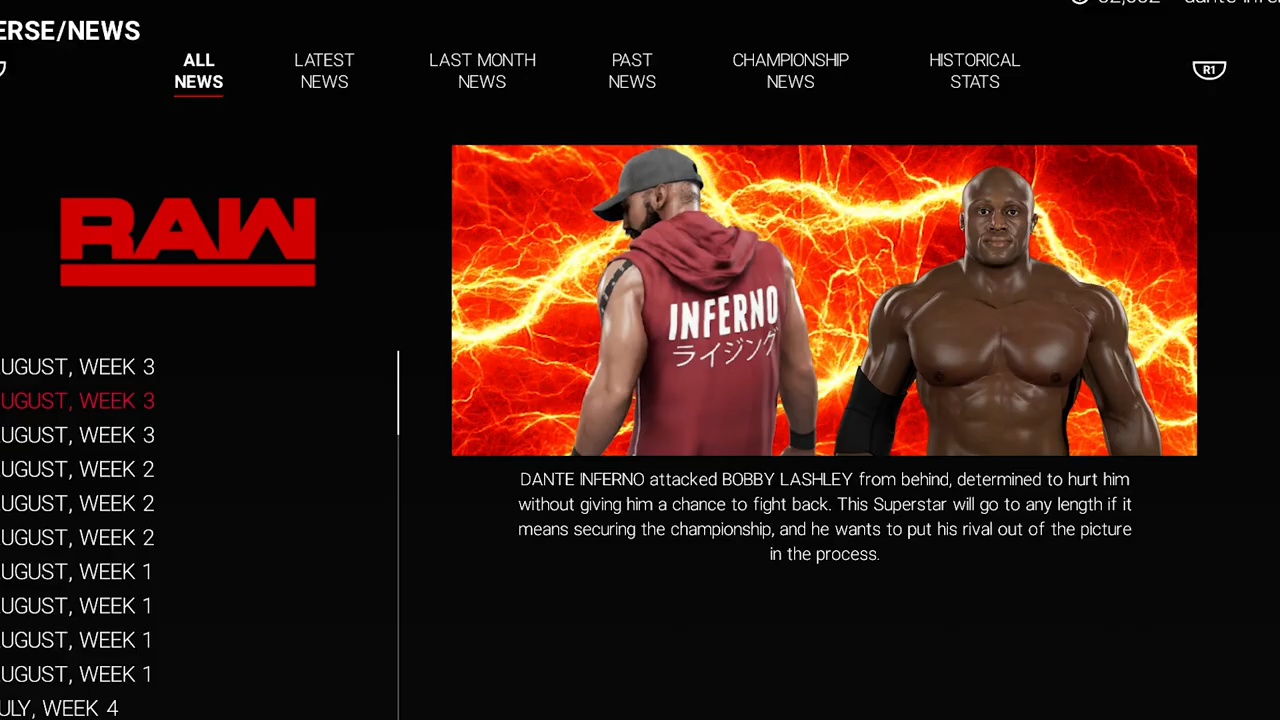 ERSE/NEWS
ALL NEWS
LATEST NEWS
LAST MONTH NEWS
PAST NEWS
CHAMPIONSHIP NEWS
HISTORICAL STATS
R1
RAW
INFERNO
ライジング
UGUST, WEEK 3
UGUST, WEEK 3
UGUST, WEEK 3
UGUST, WEEK 2
UGUST, WEEK 2
UGUST, WEEK 2
UGUST, WEEK 1
UGUST, WEEK 1
UGUST, WEEK 1
UGUST, WEEK 1
ULY, WEEK 4
DANTE INFERNO attacked BOBBY LASHLEY from behind, determined to hurt him
without giving him a chance to fight back. This Superstar will go to any length if it
means securing the championship, and he wants to put his rival out of the picture
in the process.